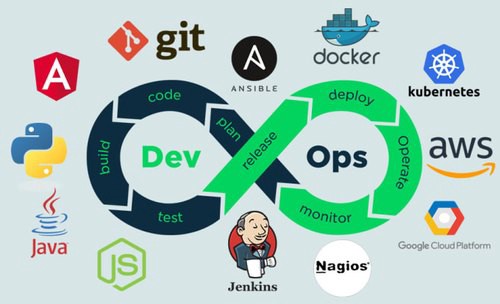 git
A
ANSIBLE
docker
A
kubernetes
code
plan
build
Dev
test
release
deploy
Ops
Operate
monitor
aws
Java
JS
Jenkins
Nagios®
Google Cloud Platform